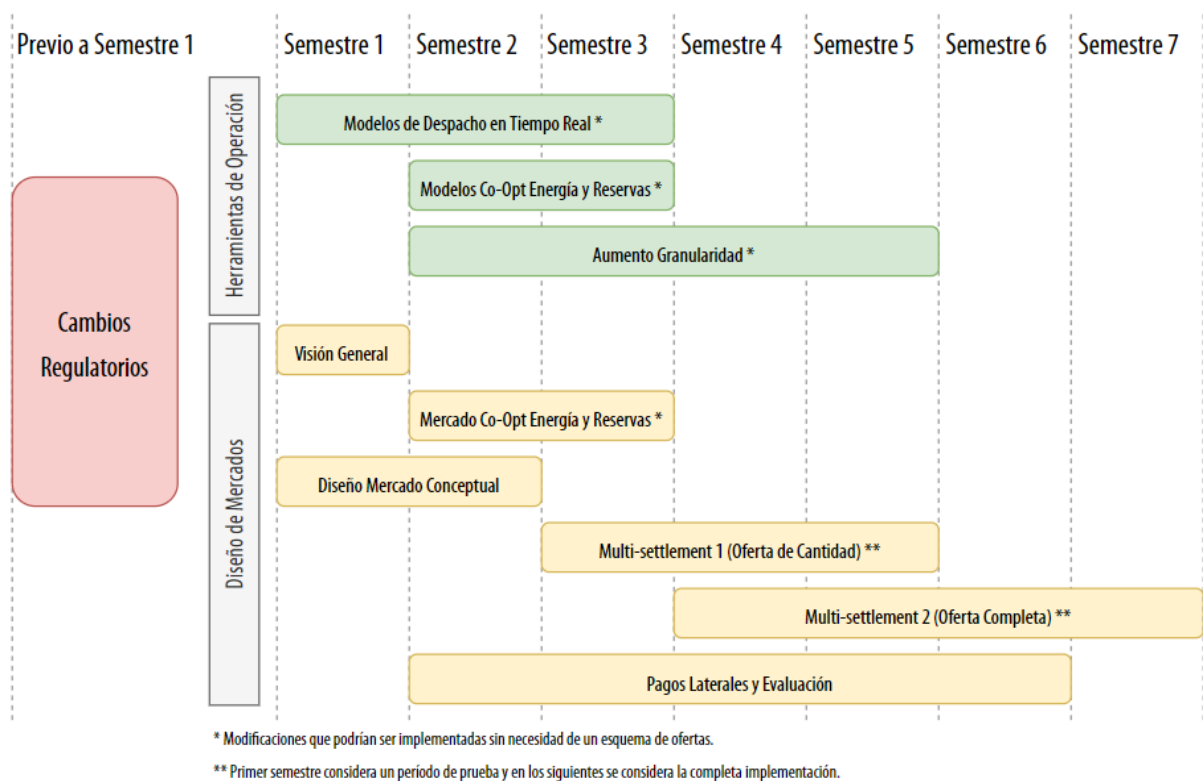 Previo a Semestre 1
Semestre 1
Semestre 2
Semestre 3
Semestre 4
Semestre 5
Semestre 6
Semestre 7
Cambios
Regulatorios
Herramientas de Operación
Modelos de Despacho en Tiempo Real *
Modelos Co-Opt Energía y Reservas *
Aumento Granularidad *
Diseño de Mercados
Visión General
Mercado Co-Opt Energía y Reservas *
Diseño Mercado Conceptual
Multi-settlement 1 (Oferta de Cantidad) **
Multi-settlement 2 (Oferta Completa) **
Pagos Laterales y Evaluación
* Modificaciones que podrían ser implementadas sin necesidad de un esquema de ofertas.
** Primer semestre considera un período de prueba y en los siguientes se considera la completa implementación.